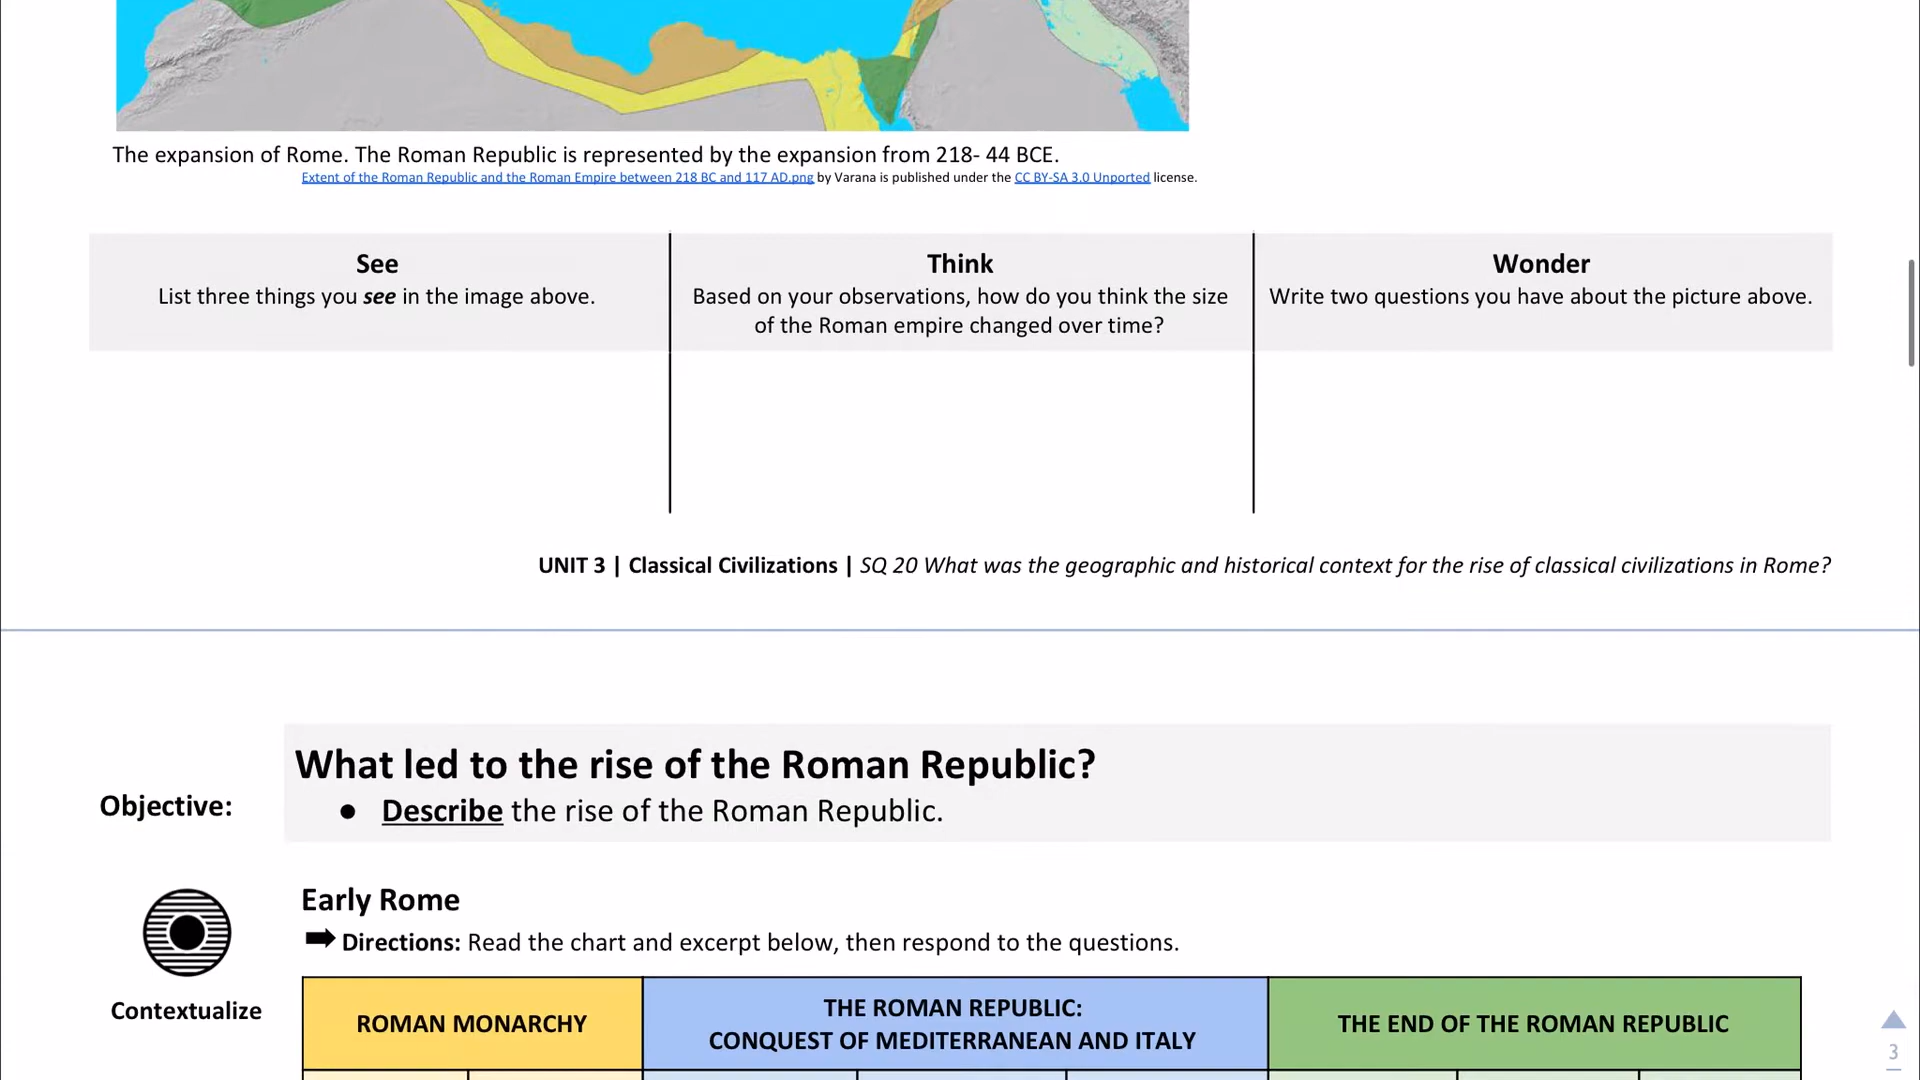 The expansion of Rome. The Roman Republic is represented by the expansion from 218- 44 BCE.
Extent of the Roman Republic and the Roman Empire between 218 BC and 117 AD.png by Varana is published under the CC BY-SA 3.0 Unported license.
See
List three things you see in the image above.
Think
Based on your observations, how do you think the size
of the Roman empire changed over time?
Wonder
Write two questions you have about the picture above.
UNIT 3 | Classical Civilizations | SQ 20 What was the geographic and historical context for the rise of classical civilizations in Rome?
Objective:
What led to the rise of the Roman Republic?
● Describe the rise of the Roman Republic.
Contextualize
Early Rome
➡ Directions: Read the chart and excerpt below, then respond to the questions.
ROMAN MONARCHY
THE ROMAN REPUBLIC:
CONQUEST OF MEDITERRANEAN AND ITALY
THE END OF THE ROMAN REPUBLIC
3